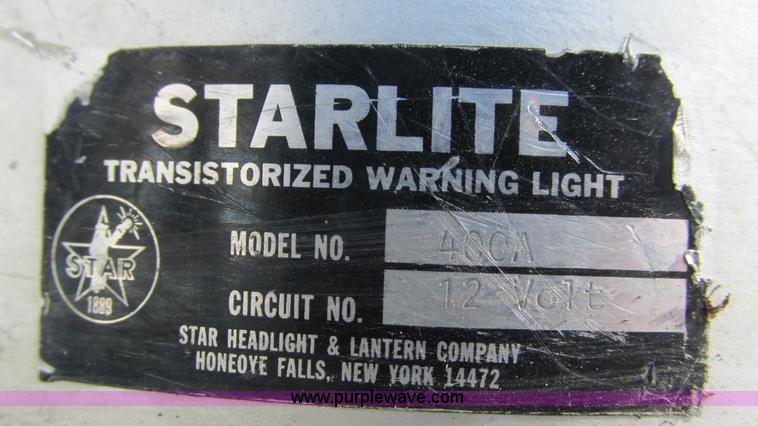 STARLITE
TRANSISTORIZED WARNING LIGHT
MODEL NO. 400A
CIRCUIT NO. 12 Volt
STAR
1889
STAR HEADLIGHT & LANTERN COMPANY
HONEOYE FALLS, NEW YORK 14472
www.purplewave.com